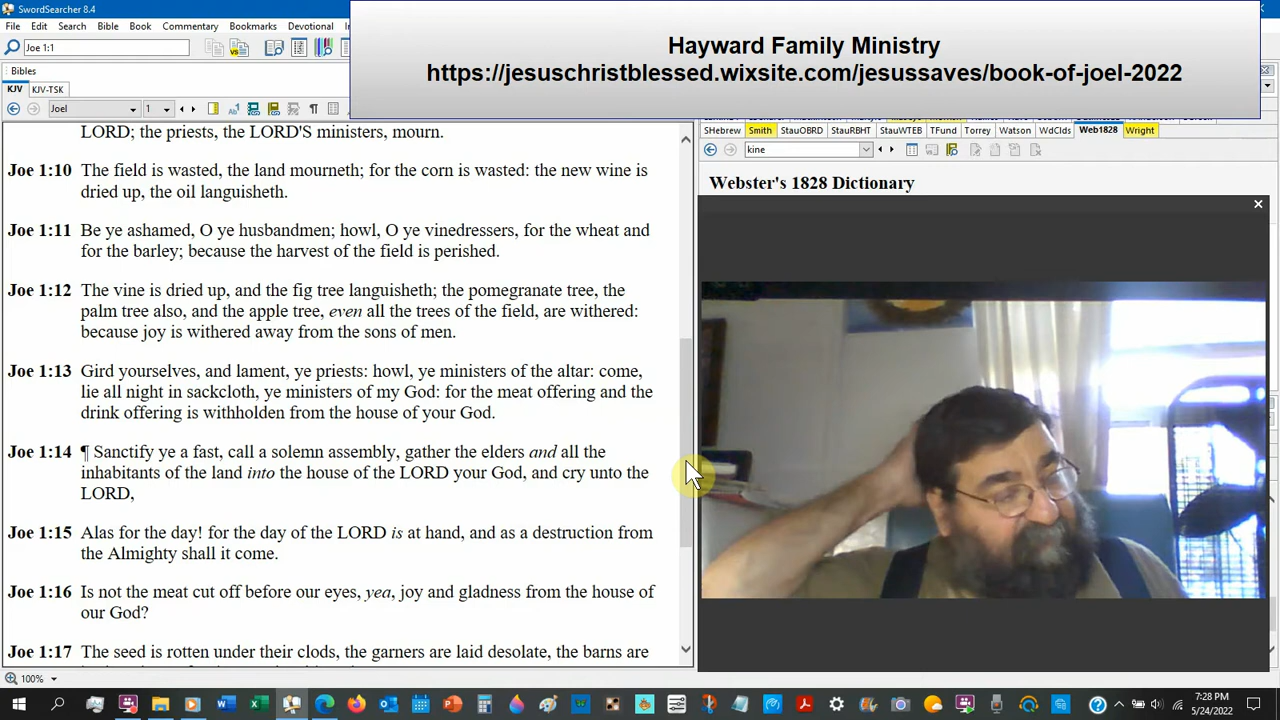 SwordSearcher 8.4
File Edit Search Bible Book Commentary Bookmarks Devotional
Hayward Family Ministry
https://jesuschristblessed.wixsite.com/jesussaves/book-of-joel-2022
Joe 1:1
Bibles
KJV KJV-TSK
Joel 1
SHebrew Smith StauOBRD StauRBHT StauWTEB TFund Torrey Watson WdClds Web1828 Wright
kine
Webster's 1828 Dictionary
LORD; the priests, the LORD'S ministers, mourn.
Joe 1:10 The field is wasted, the land mourneth; for the corn is wasted: the new wine is
dried up, the oil languisheth.
Joe 1:11 Be ye ashamed, O ye husbandmen; howl, O ye vinedressers, for the wheat and
for the barley; because the harvest of the field is perished.
Joe 1:12 The vine is dried up, and the fig tree languisheth; the pomegranate tree, the
palm tree also, and the apple tree, even all the trees of the field, are withered:
because joy is withered away from the sons of men.
Joe 1:13 Gird yourselves, and lament, ye priests: howl, ye ministers of the altar: come,
lie all night in sackcloth, ye ministers of my God: for the meat offering and the
drink offering is withholden from the house of your God.
Joe 1:14 ¶ Sanctify ye a fast, call a solemn assembly, gather the elders and all the
inhabitants of the land into the house of the LORD your God, and cry unto the
LORD,
Joe 1:15 Alas for the day! for the day of the LORD is at hand, and as a destruction from
the Almighty shall it come.
Joe 1:16 Is not the meat cut off before our eyes, yea, joy and gladness from the house of
our God?
Joe 1:17 The seed is rotten under their clods, the garners are laid desolate, the barns are
100%
7:28 PM
5/24/2022